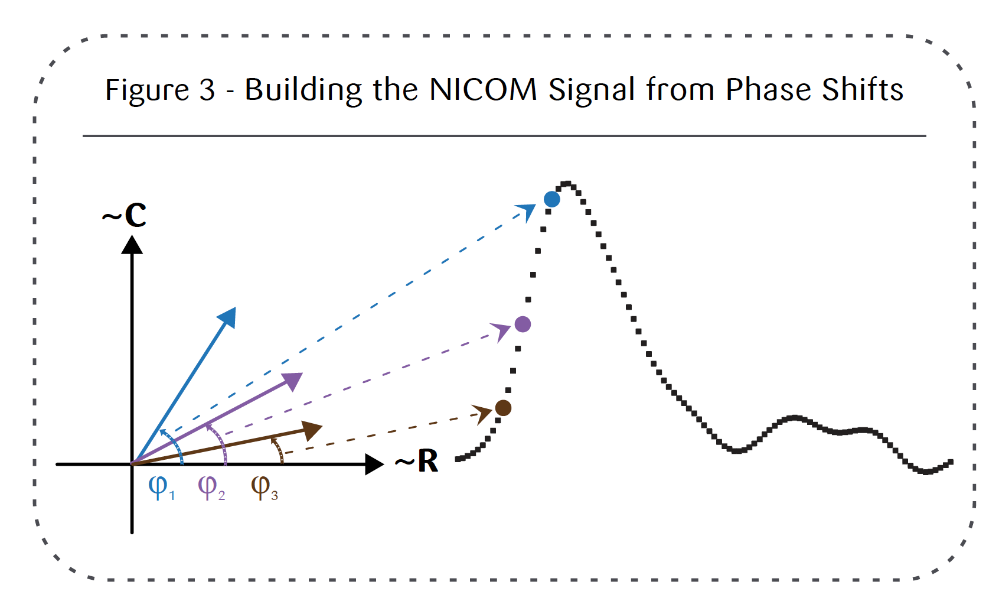 Figure 3 - Building the NICOM Signal from Phase Shifts
~C
~R
φ1
φ2
φ3